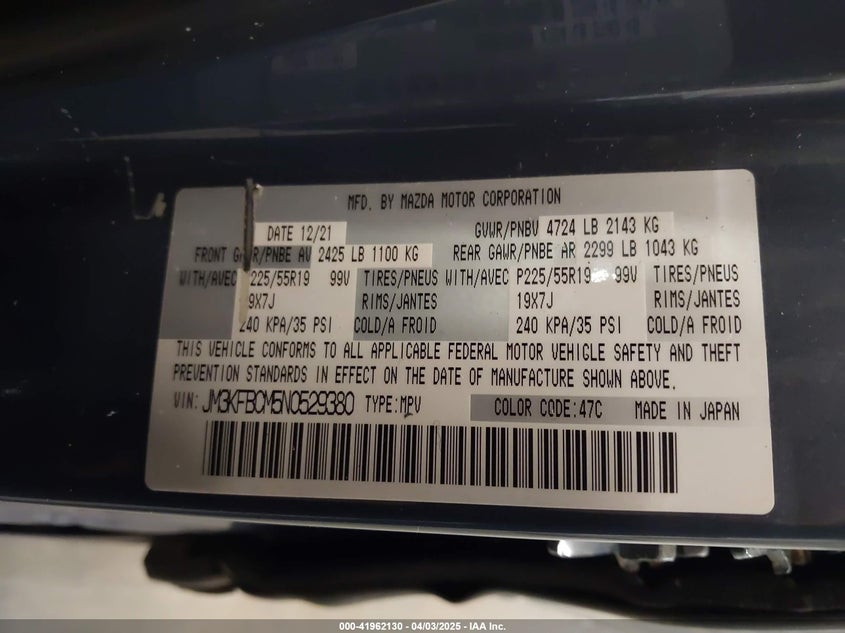 MFD. BY MAZDA MOTOR CORPORATION
DATE 12/21 GVWR/PNBV 4724 LB 2143 KG
FRONT GAWR/PNBE AV 2425 LB 1100 KG REAR GAWR/PNBE AR 2299 LB 1043 KG
WITH/AVEC P225/55R19 99V TIRES/PNEUS WITH/AVEC P225/55R19 99V TIRES/PNEUS
19X7J RIMS/JANTES 19X7J RIMS/JANTES
240 KPA/35 PSI COLD/A FROID 240 KPA/35 PSI COLD/A FROID
THIS VEHICLE CONFORMS TO ALL APPLICABLE FEDERAL MOTOR VEHICLE SAFETY AND THEFT
PREVENTION STANDARDS IN EFFECT ON THE DATE OF MANUFACTURE SHOWN ABOVE.
VIN: JM3KFBCM5N0529380 TYPE:MPV COLOR CODE:47C MADE IN JAPAN
000-41962130 - 04/03/2025 - IAA Inc.